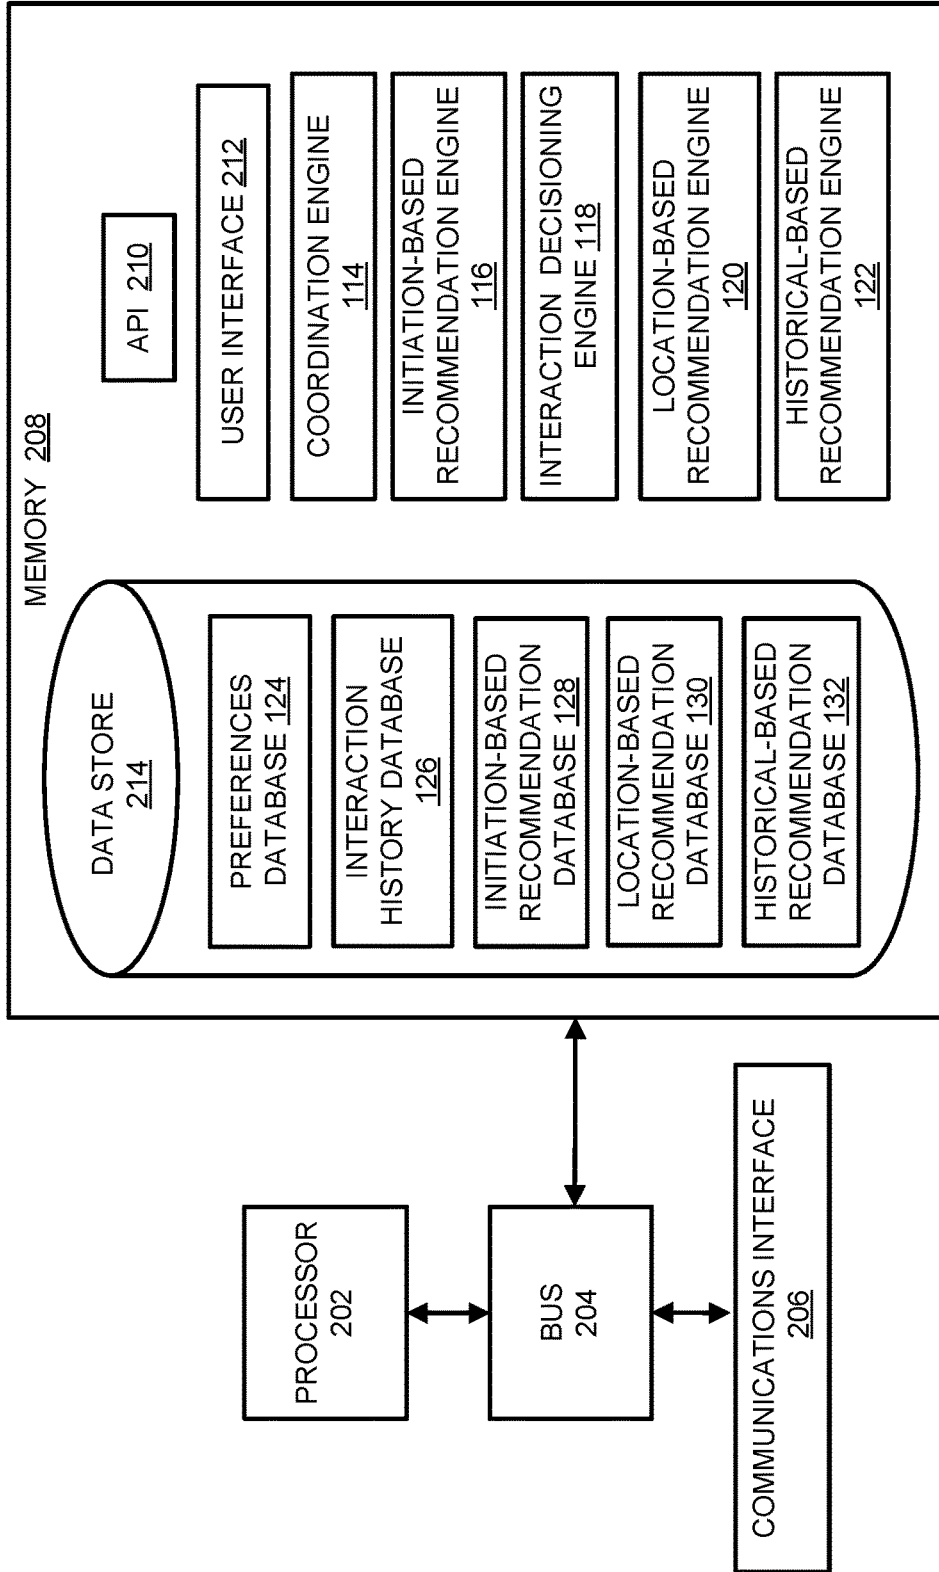 MEMORY 208
DATA STORE
214
PREFERENCES
DATABASE 124
INTERACTION
HISTORY DATABASE
126
INITIATION-BASED
RECOMMENDATION
DATABASE 128
LOCATION-BASED
RECOMMENDATION
DATABASE 130
HISTORICAL-BASED
RECOMMENDATION
DATABASE 132
API 210
USER INTERFACE 212
COORDINATION ENGINE
114
INITIATION-BASED
RECOMMENDATION ENGINE
116
INTERACTION DECISIONING
ENGINE 118
LOCATION-BASED
RECOMMENDATION ENGINE
120
HISTORICAL-BASED
RECOMMENDATION ENGINE
122
PROCESSOR
202
BUS
204
COMMUNICATIONS INTERFACE
206